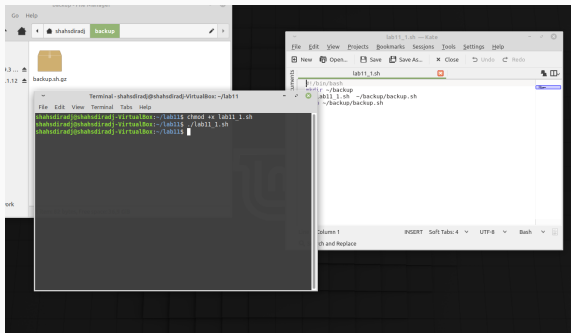 Go Help
shahsdiradj backup
backup.sh.gz
ork
lab11_1.sh — Kate
File Edit View Projects Bookmarks Sessions Tools Settings Help
New Open... Save Save As... Close Undo Redo
lab11_1.sh
#!/bin/bash
~/backup
lab11_1.sh ~/backup/backup.sh
~/backup/backup.sh
Column 1 INSERT Soft Tabs: 4 UTF-8 Bash
ch and Replace
Terminal - shahsdiradj@shahsdiradj-VirtualBox: ~/lab11
File Edit View Terminal Tabs Help
shahsdiradj@shahsdiradj-VirtualBox:~/lab11$ chmod +x lab11_1.sh
shahsdiradj@shahsdiradj-VirtualBox:~/lab11$ ./lab11_1.sh
shahsdiradj@shahsdiradj-VirtualBox:~/lab11$